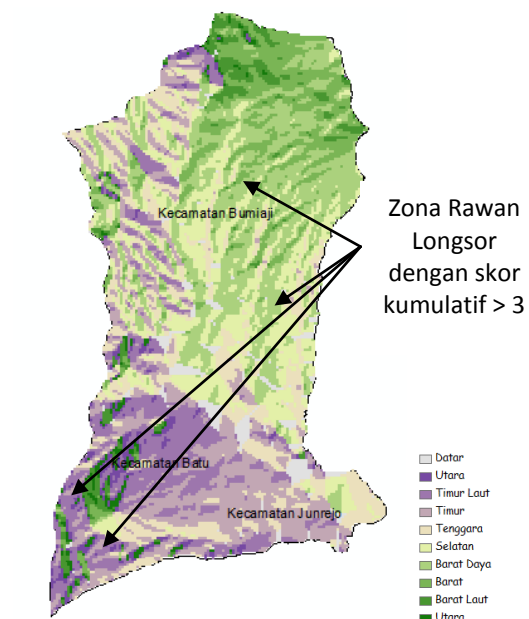 Kecamatan Bumiaji
Zona Rawan
Longsor
dengan skor
kumulatif > 3
Kecamatan Batu
Kecamatan Junrejo
Datar
Utara
Timur Laut
Timur
Tenggara
Selatan
Barat Daya
Barat
Barat Laut
Utara